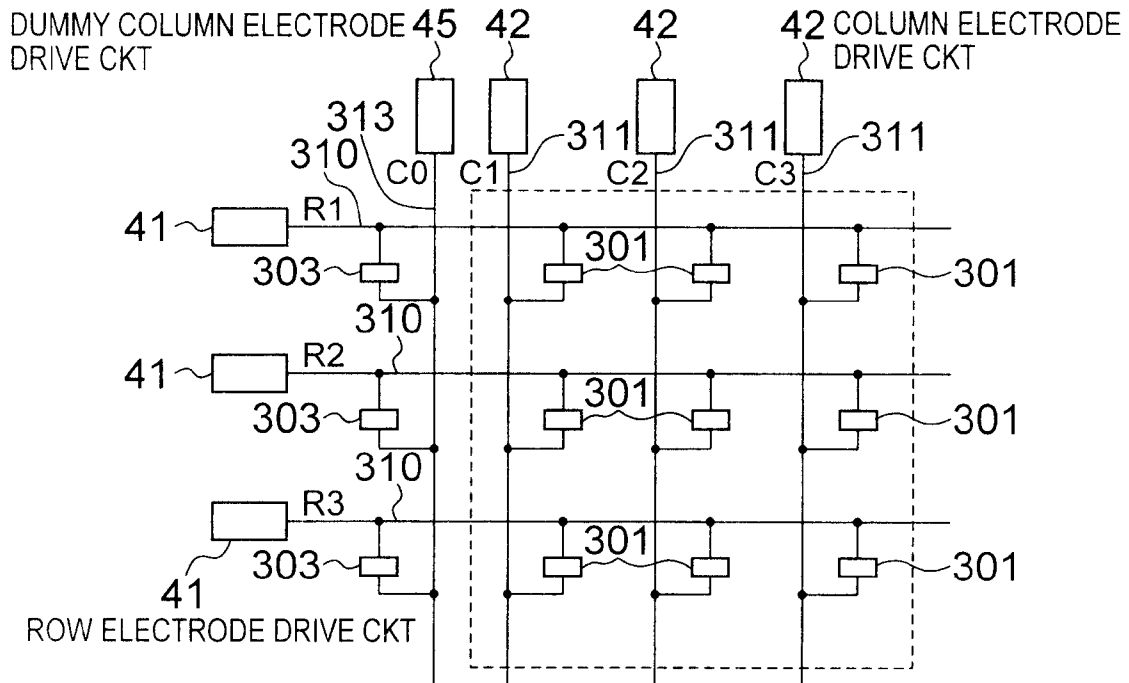 DUMMY COLUMN ELECTRODE 45 42 42 42 COLUMN ELECTRODE
DRIVE CKT DRIVE CKT
313 311 311 311
310 C0 C1 C2 C3
41 R1
303 301 301
310
41 R2
303 301 301
310
R3
303 301 301
41
ROW ELECTRODE DRIVE CKT